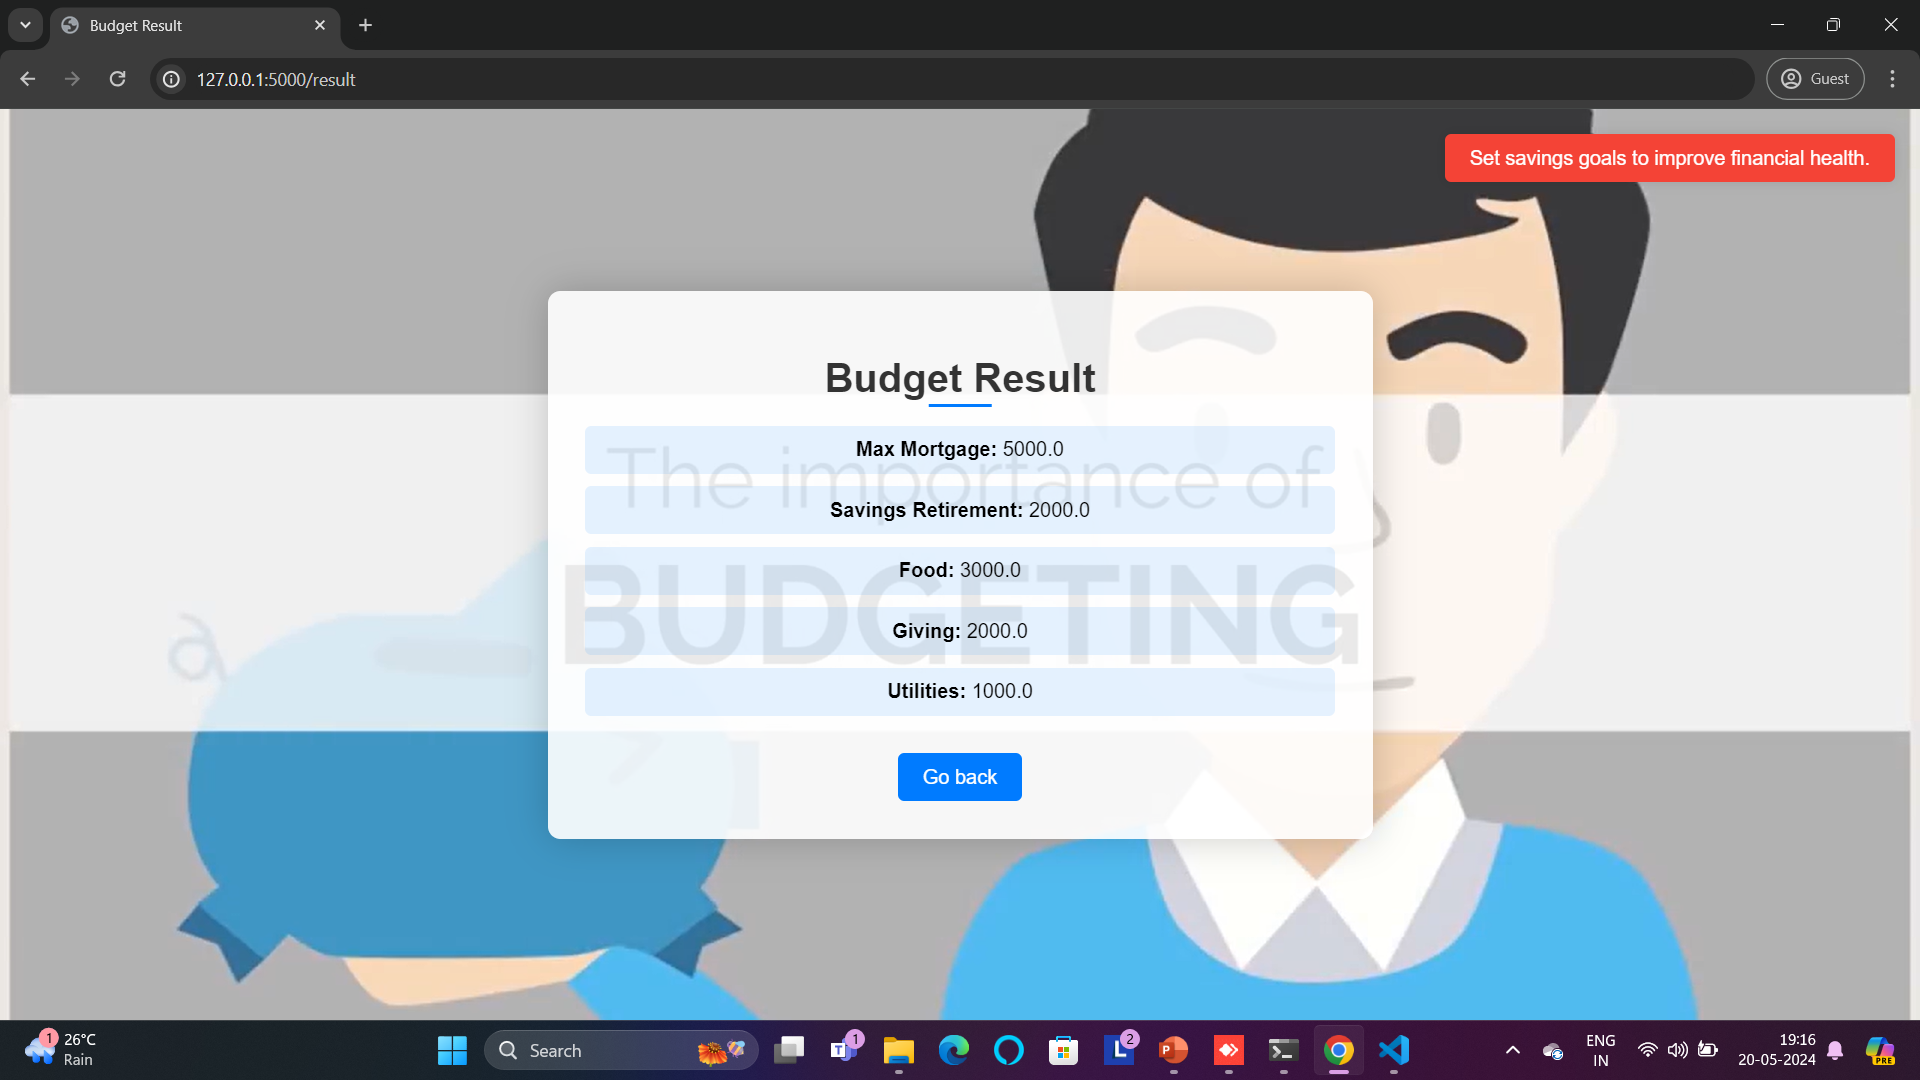 Budget Result
127.0.0.1:5000/result
Guest
Set savings goals to improve financial health.
Budget Result
Max Mortgage: 5000.0
The importance of
Savings Retirement: 2000.0
Food: 3000.0
BUDGETING
Giving: 2000.0
Utilities: 1000.0
Go back
1
26°C
Rain
Search
T
1
L
2
P
ENG
IN
19:16
20-05-2024
PRE